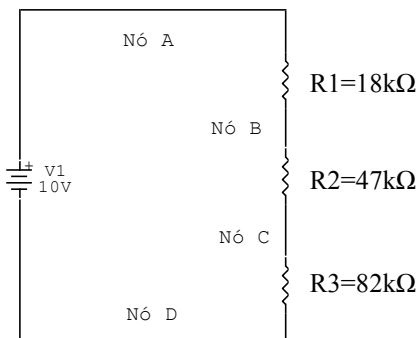 Nó A
R1=18kΩ
Nó B
+ V1
10V
R2=47kΩ
Nó C
R3=82kΩ
Nó D